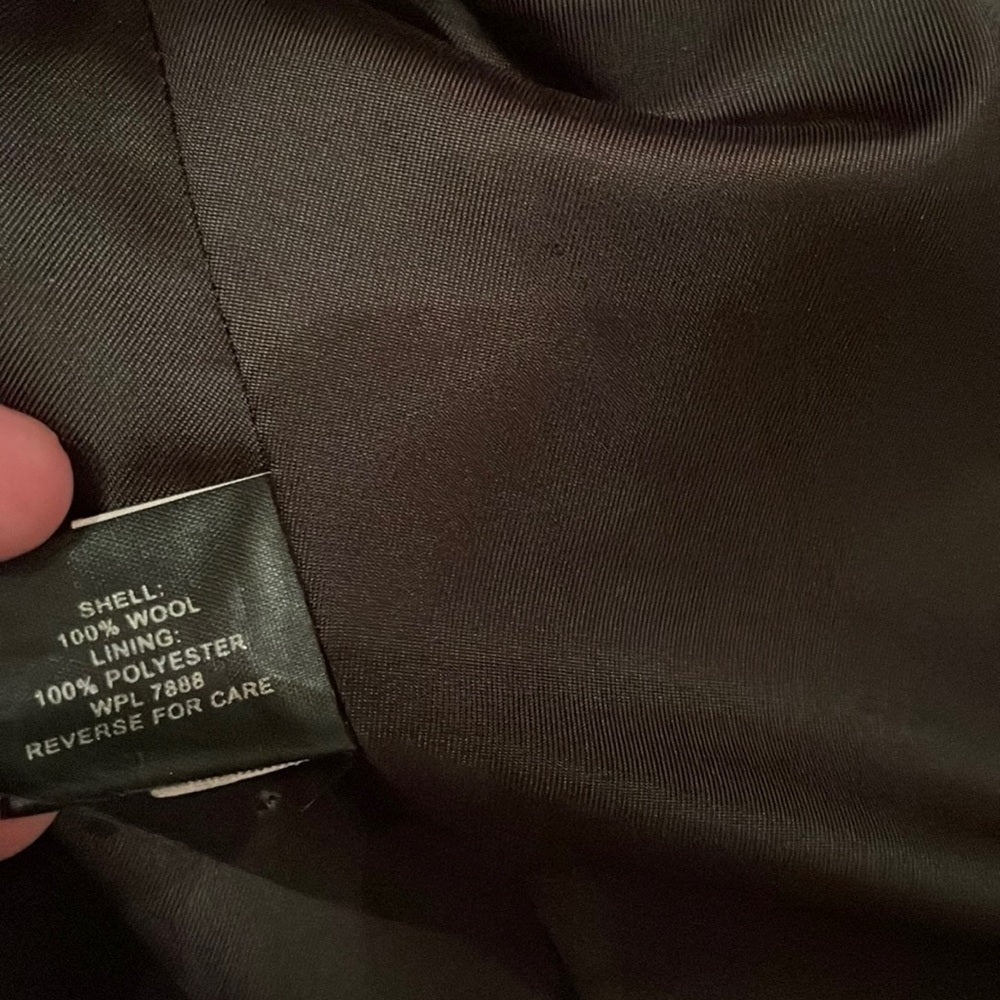 SHELL:
100% WOOL
LINING:
100% POLYESTER
WPL 7888
REVERSE FOR CARE